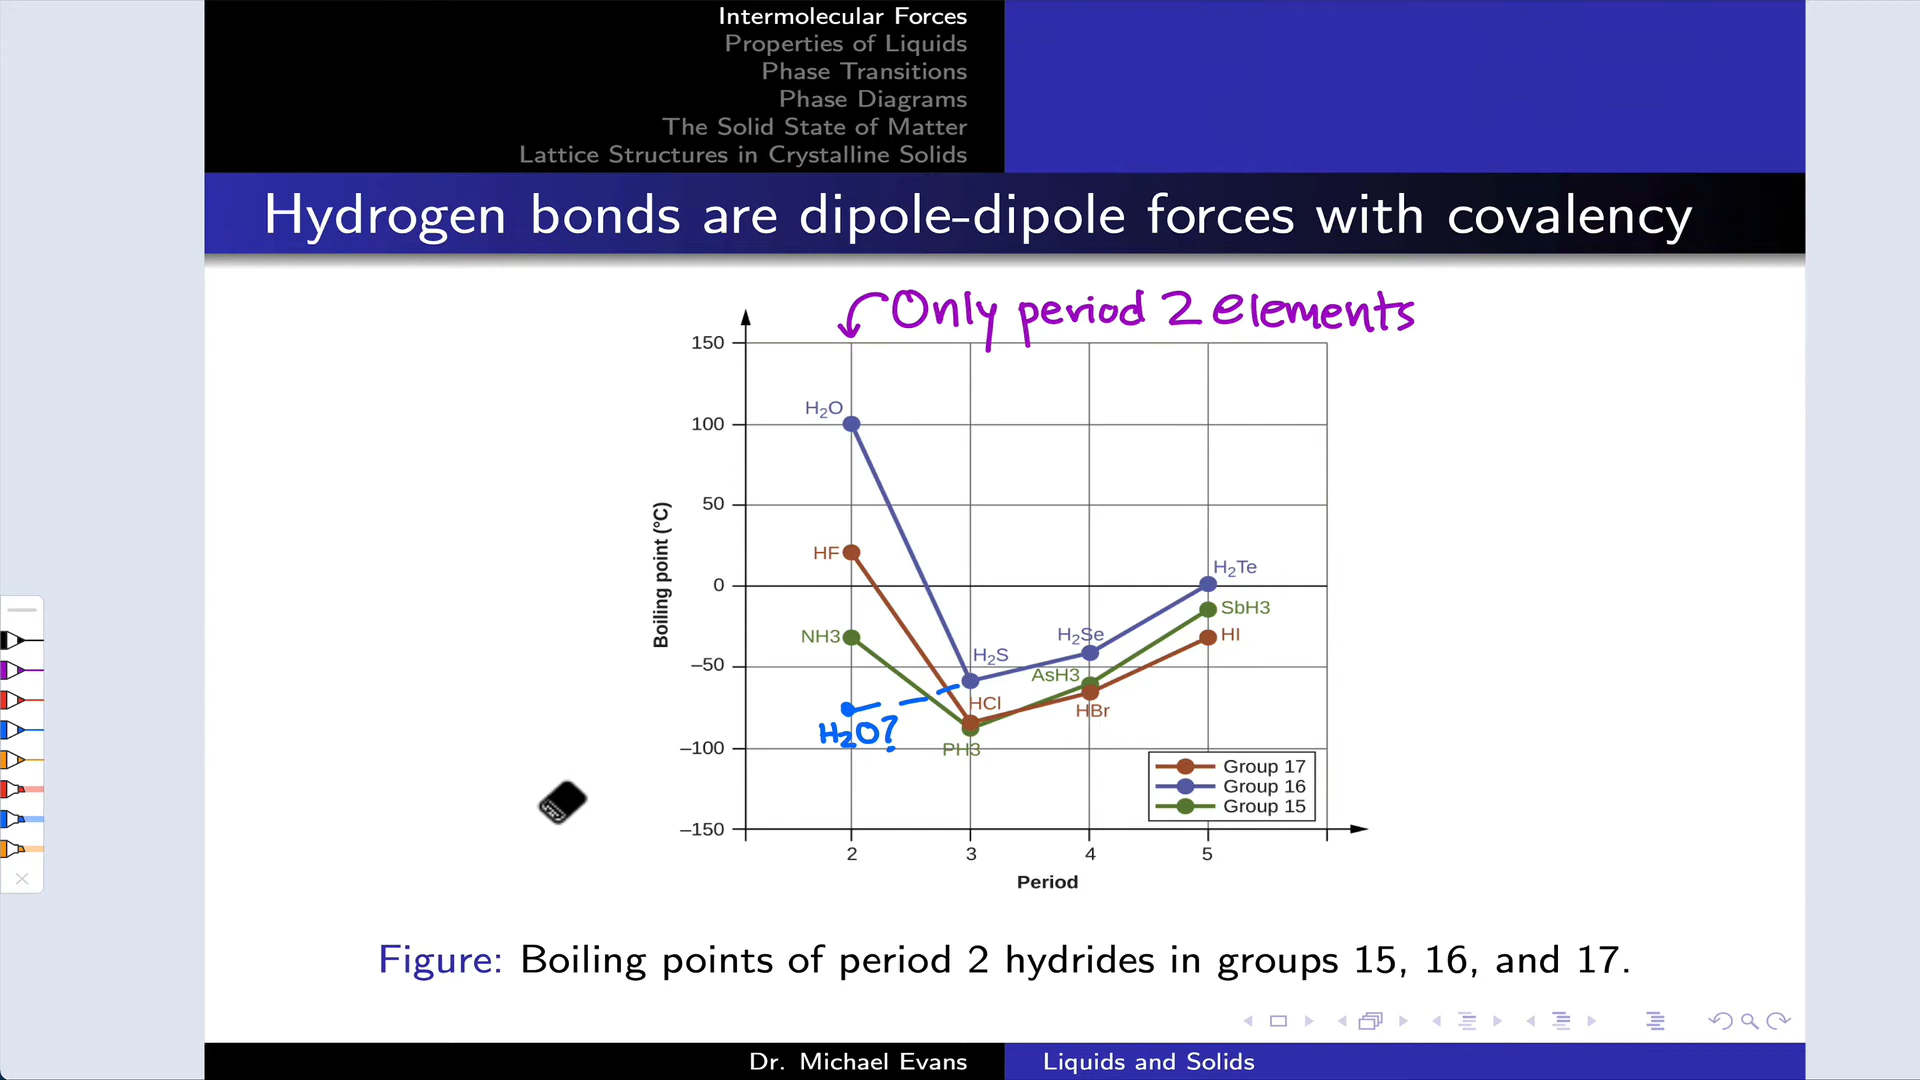 Intermolecular Forces
Properties of Liquids
Phase Transitions
Phase Diagrams
The Solid State of Matter
Lattice Structures in Crystalline Solids
Hydrogen bonds are dipole-dipole forces with covalency
Only period 2 elements
150
H₂O
100
50
HF
Boiling point (°C)
0
H₂Te
SbH3
NH3
H₂Se
HI
H₂S
–50
AsH3
HCl
HBr
H₂O?
–100
PH3
Group 17
Group 16
Group 15
–150
2 3 4 5
Period
Figure: Boiling points of period 2 hydrides in groups 15, 16, and 17.
Dr. Michael Evans Liquids and Solids